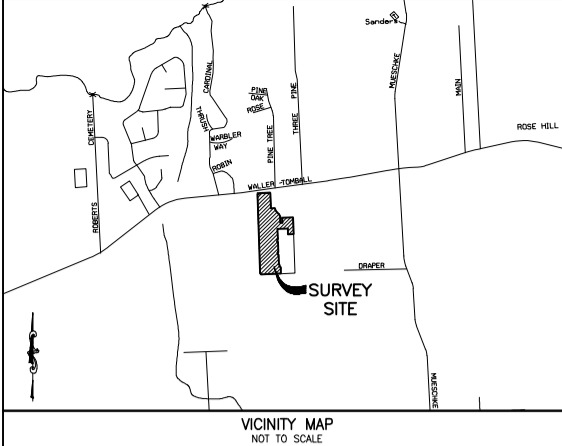 Sanders
CARDINAL
MUESCHKE
MAIN
PINE
OAK
ROSE
THREE PINE
CEMETERY
THRISH
WARBLER
WAY
PINE TREE
ROSE HILL
ROBIN
WALLER -TOMBALL
ROBERTS
DRAPER
SURVEY
SITE
MUESCHKE
VICINITY MAP
NOT TO SCALE